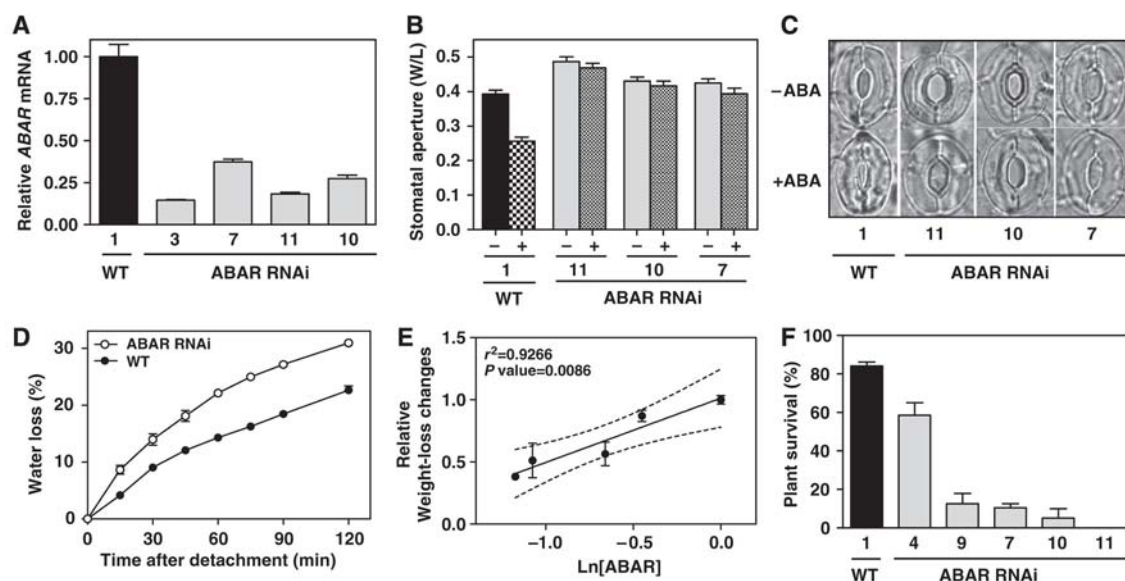 A
Relative ABAR mRNA
1.00
0.75
0.50
0.25
0.00
1 3 7 11 10
WT ABAR RNAi
B
Stomatal aperture (W/L)
0.5
0.4
0.3
0.2
0.1
0.0
− + − + − + − +
1 11 10 7
WT ABAR RNAi
C
−ABA
+ABA
1 11 10 7
WT ABAR RNAi
D
Water loss (%)
30
20
10
0
ABAR RNAi
WT
0 30 60 90 120
Time after detachment (min)
E
Relative
Weight-loss changes
1.5
1.0
0.5
0.0
r²=0.9266
P value=0.0086
−1.0 −0.5 0.0
Ln[ABAR]
F
Plant survival (%)
100
80
60
40
20
0
1 4 9 7 10 11
WT ABAR RNAi